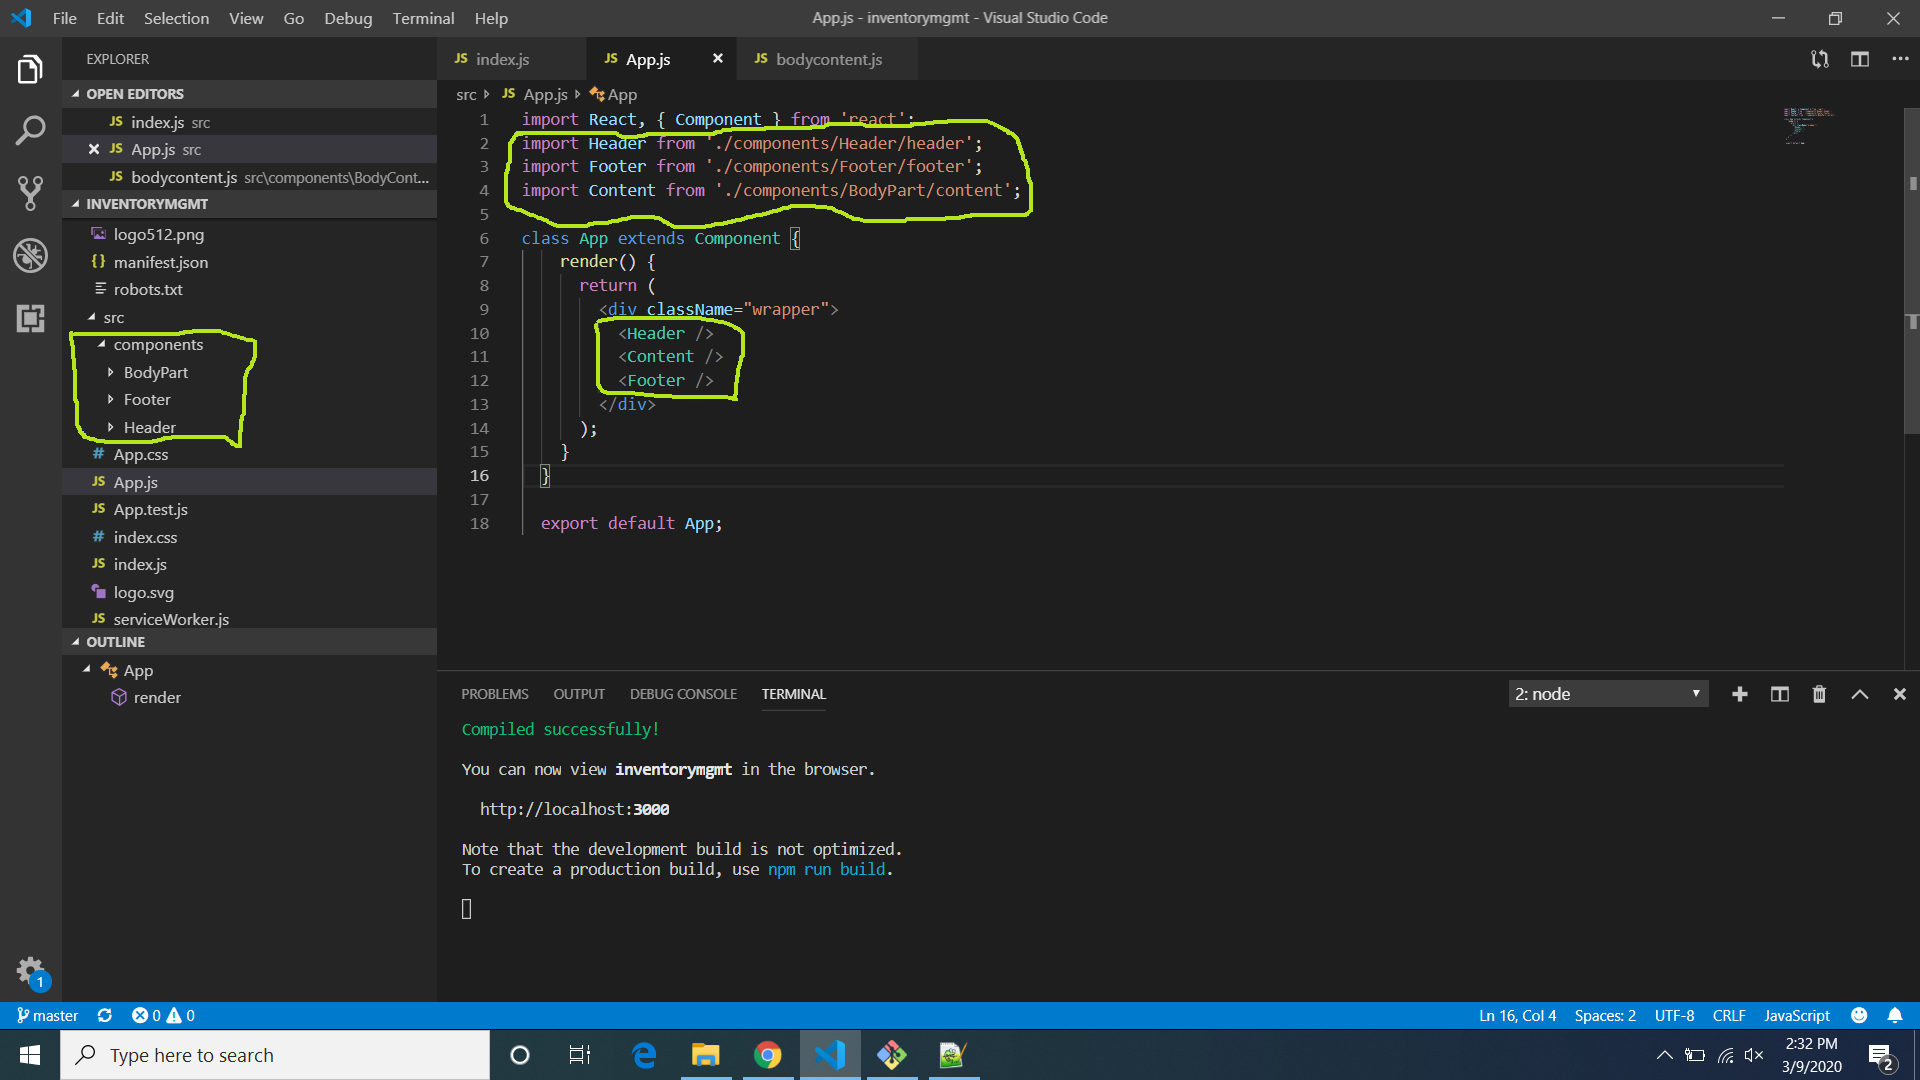 File Edit Selection View Go Debug Terminal Help
App.js - inventorymgmt - Visual Studio Code
EXPLORER
OPEN EDITORS
JS index.js src
JS App.js src
JS bodycontent.js src\components\BodyCont...
INVENTORYMGMT
logo512.png
{} manifest.json
robots.txt
src
components
BodyPart
Footer
Header
# App.css
JS App.js
JS App.test.js
# index.css
JS index.js
logo.svg
JS serviceWorker.js
OUTLINE
App
render
1
JS index.js
JS App.js
JS bodycontent.js
src JS App.js App
1 import React, { Component } from 'react';
2 import Header from './components/Header/header';
3 import Footer from './components/Footer/footer';
4 import Content from './components/BodyPart/content';
5
6 class App extends Component {
7 render() {
8 return (
9 <div className="wrapper">
10 <Header />
11 <Content />
12 <Footer />
13 </div>
14 );
15 }
16 }
17
18 export default App;
PROBLEMS OUTPUT DEBUG CONSOLE TERMINAL
2: node
Compiled successfully!
You can now view inventorymgmt in the browser.
http://localhost:3000
Note that the development build is not optimized.
To create a production build, use npm run build.
master 0 0
Ln 16, Col 4 Spaces: 2 UTF-8 CRLF JavaScript
Type here to search
2:32 PM
3/9/2020
2